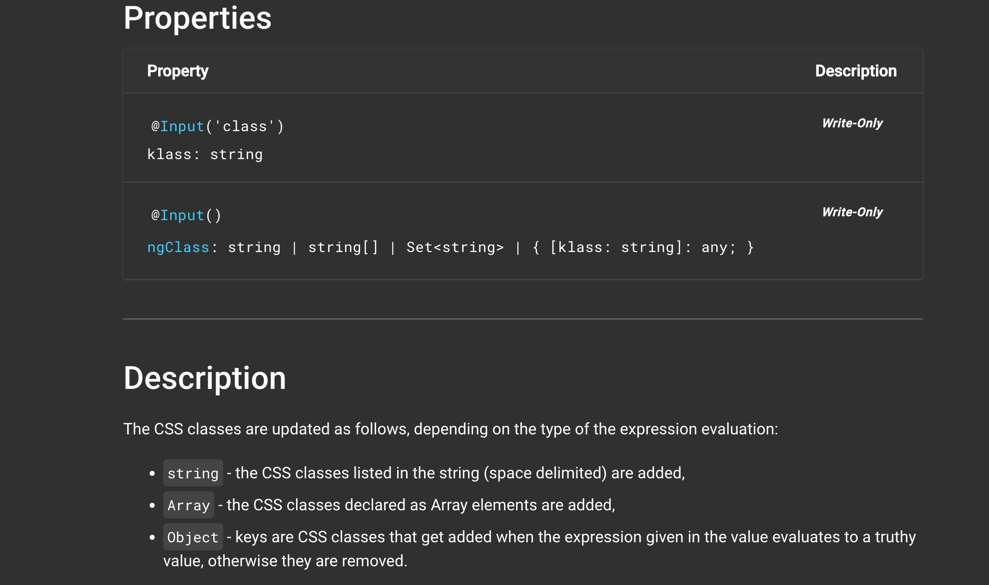 Properties
Property Description
@Input('class') Write-Only
klass: string
@Input() Write-Only
ngClass: string | string[] | Set<string> | { [klass: string]: any; }
Description
The CSS classes are updated as follows, depending on the type of the expression evaluation:
• string - the CSS classes listed in the string (space delimited) are added,
• Array - the CSS classes declared as Array elements are added,
• Object - keys are CSS classes that get added when the expression given in the value evaluates to a truthy
value, otherwise they are removed.